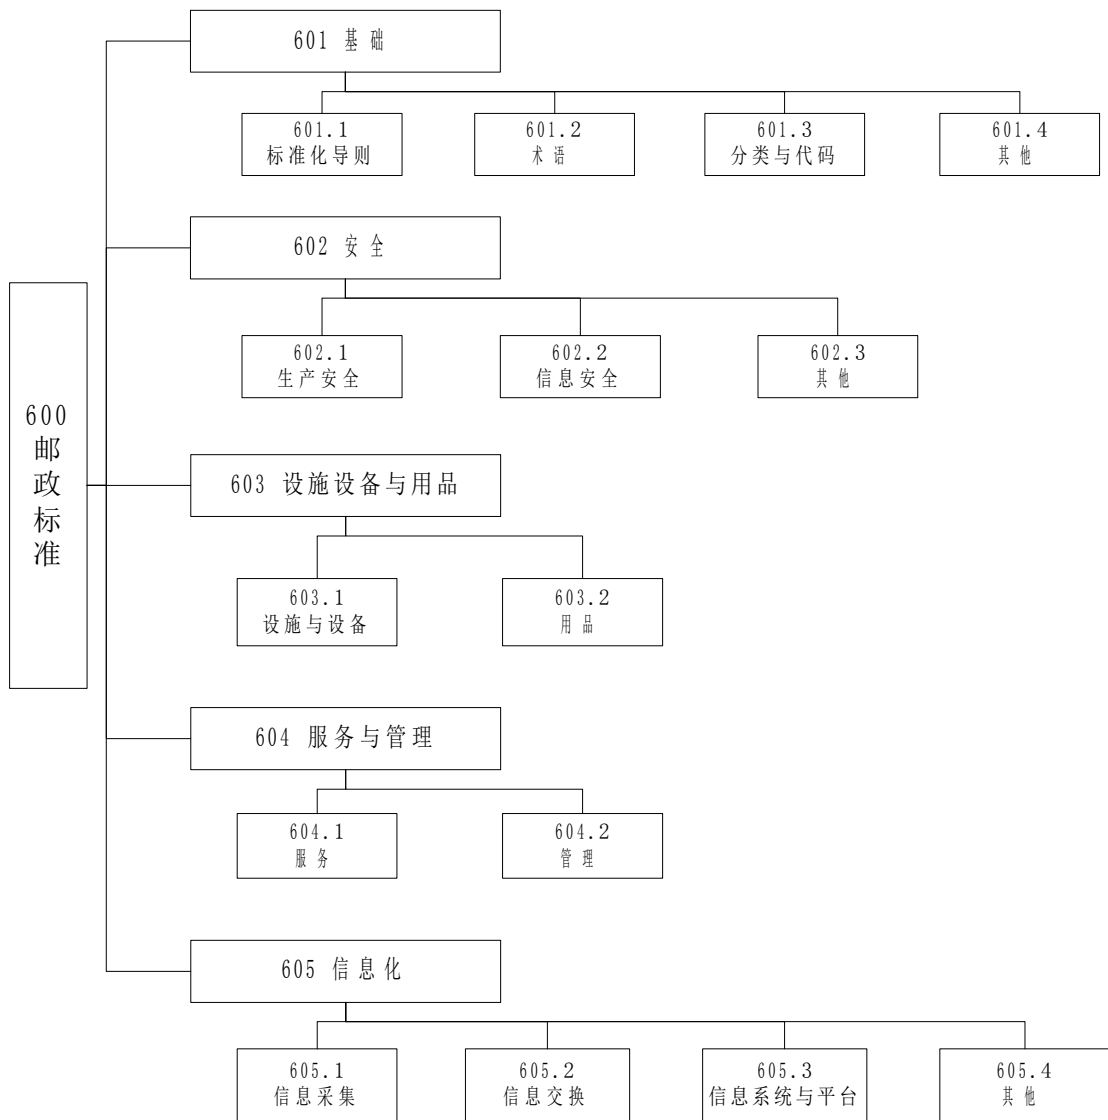 601 基础
601.1
标准化导则
601.2
术语
601.3
分类与代码
601.4
其他
602 安全
602.1
生产安全
602.2
信息安全
602.3
其他
600
邮
政
标
准
603 设施设备与用品
603.1
设施与设备
603.2
用品
604 服务与管理
604.1
服务
604.2
管理
605 信息化
605.1
信息采集
605.2
信息交换
605.3
信息系统与平台
605.4
其他